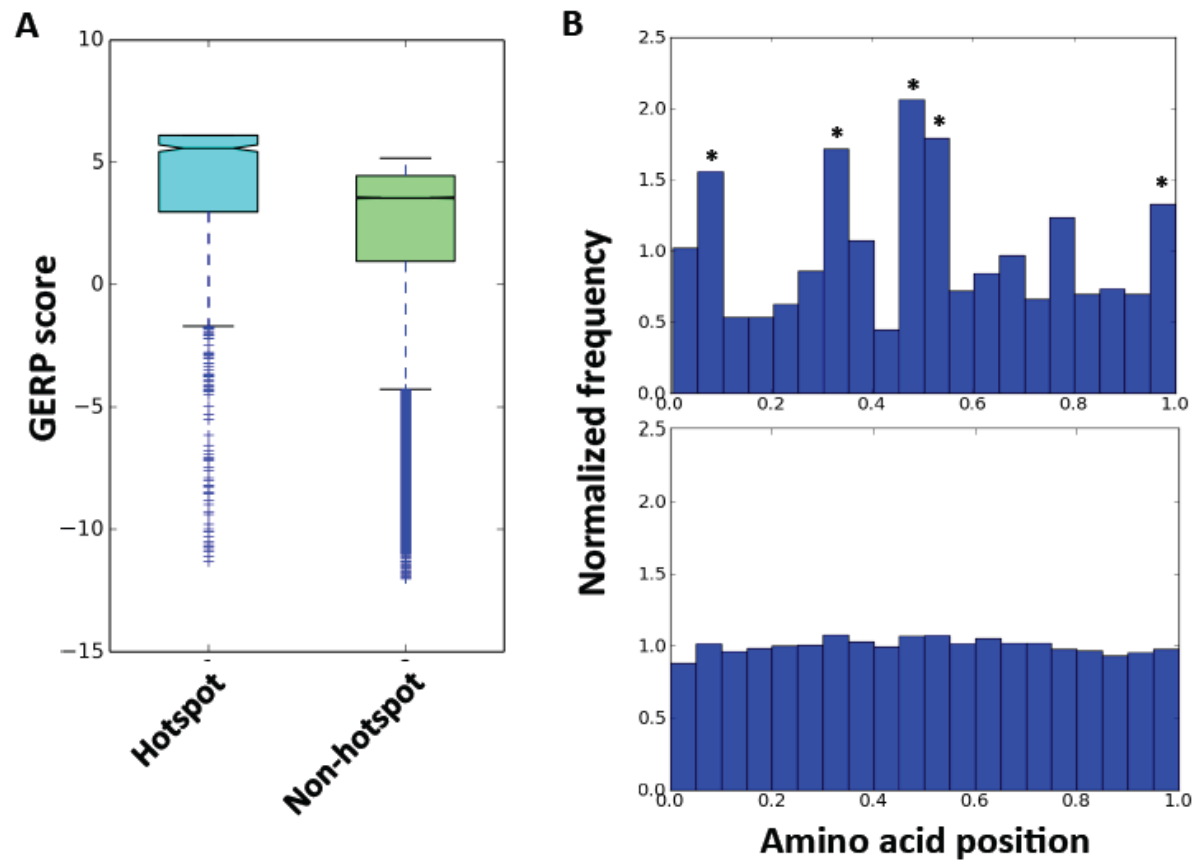 A
GERP score
10
5
0
−5
−10
−15
Hotspot
Non-hotspot
B
Normalized frequency
2.5
2.0
1.5
1.0
0.5
0.0
* * * * *
0.0 0.2 0.4 0.6 0.8 1.0
2.5
2.0
1.5
1.0
0.5
0.0
0.0 0.2 0.4 0.6 0.8 1.0
Amino acid position